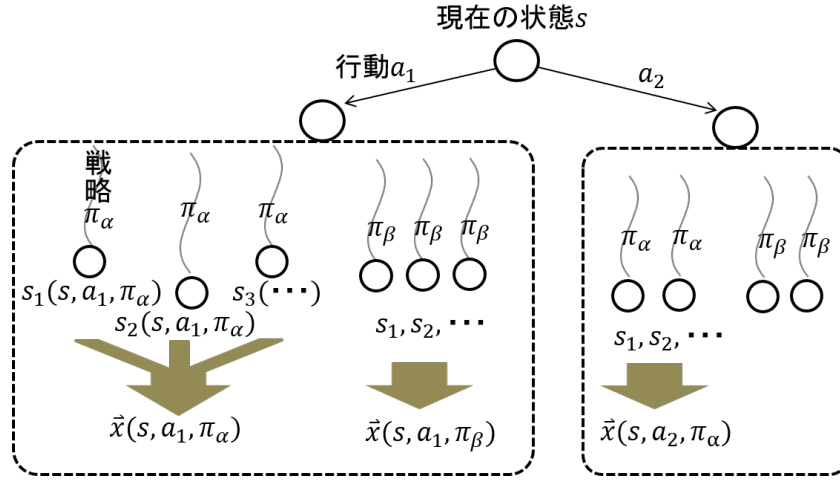 現在の状態s
行動a₁
a₂
戦略
π_α
π_α
π_α
π_β
π_β
π_β
π_α
π_α
π_β
π_β
s₁(s, a₁, π_α)
s₃(⋯)
s₂(s, a₁, π_α)
s₁, s₂, ⋯
s₁, s₂, ⋯
x⃗(s, a₁, π_α)
x⃗(s, a₁, π_β)
x⃗(s, a₂, π_α)